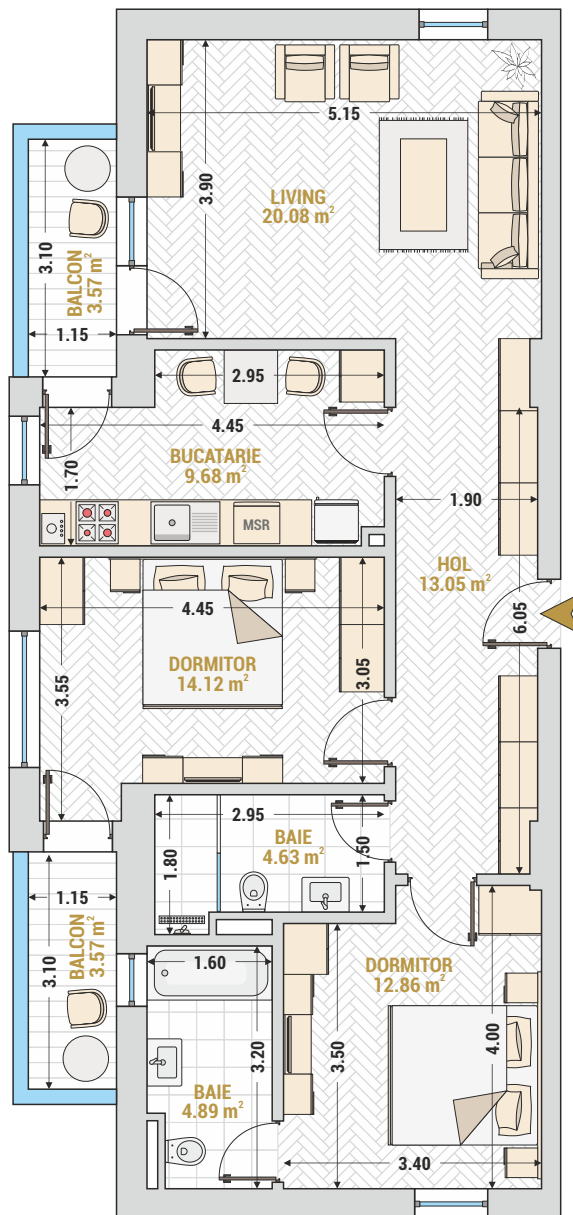 5.15
3.90
LIVING
20.08 m²
3.10
BALCON
3.57 m²
1.15
2.95
4.45
1.70
BUCATARIE
9.68 m²
MSR
1.90
HOL
13.05 m²
6.05
4.45
3.55
3.05
DORMITOR
14.12 m²
2.95
BAIE
4.63 m²
1.80
1.50
1.15
3.10
BALCON
3.57 m²
1.60
3.20
BAIE
4.89 m²
DORMITOR
12.86 m²
3.50
4.00
3.40